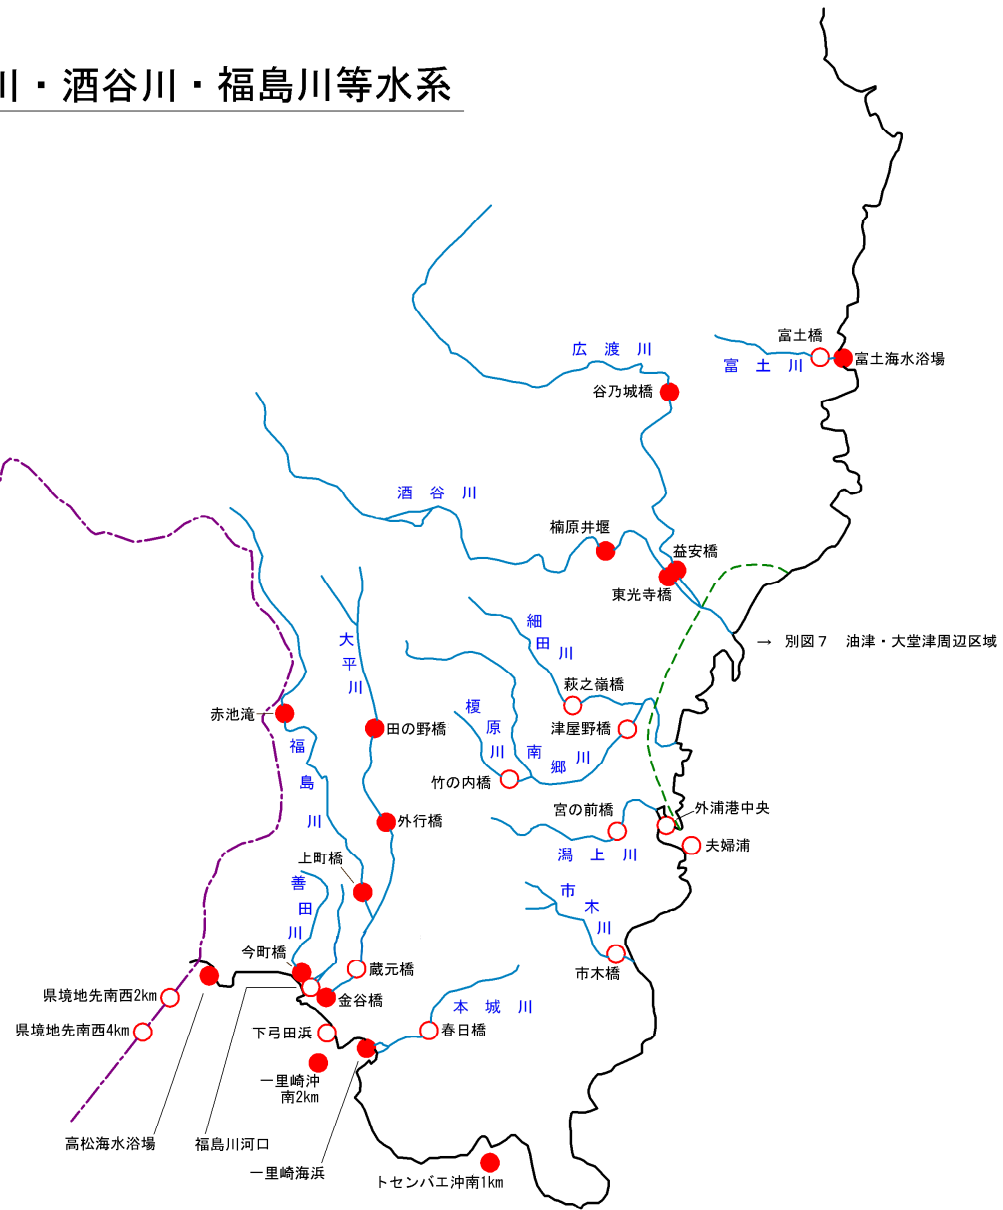 川・酒谷川・福島川等水系
富土橋
富土海水浴場
富土川
広渡川
谷乃城橋
酒谷川
楠原井堰
益安橋
東光寺橋
→ 別図７ 油津・大堂津周辺区域
細田川
大平川
萩之嶺橋
榎原川
赤池滝
田の野橋
津屋野橋
南郷川
福島川
竹の内橋
宮の前橋
外浦港中央
外行橋
夫婦浦
潟上川
上町橋
善田川
市木川
今町橋
蔵元橋
市木橋
県境地先南西2km
金谷橋
本城川
県境地先南西4km
下弓田浜
春日橋
一里崎沖
南2km
高松海水浴場
福島川河口
一里崎海浜
トセンバエ沖南1km